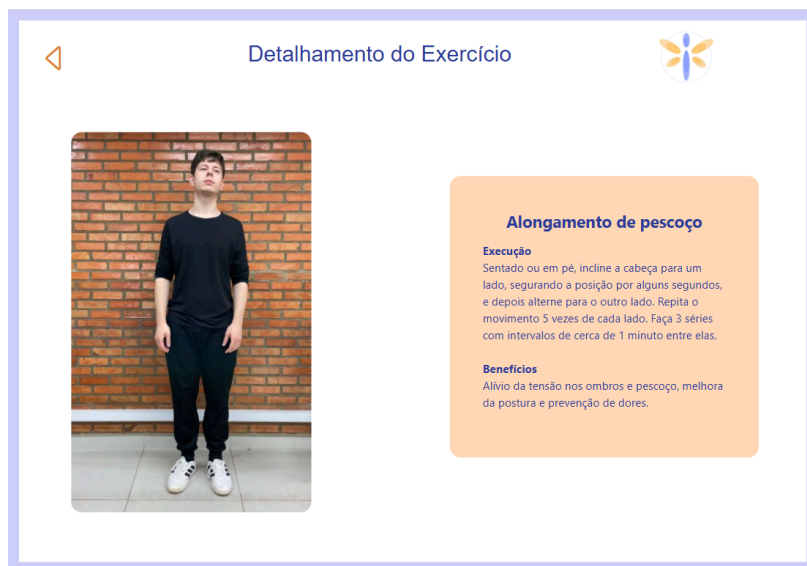 Detalhamento do Exercício
Alongamento de pescoço
Execução
Sentado ou em pé, incline a cabeça para um
lado, segurando a posição por alguns segundos,
e depois alterne para o outro lado. Repita o
movimento 5 vezes de cada lado. Faça 3 séries
com intervalos de cerca de 1 minuto entre elas.
Benefícios
Alívio da tensão nos ombros e pescoço, melhora
da postura e prevenção de dores.